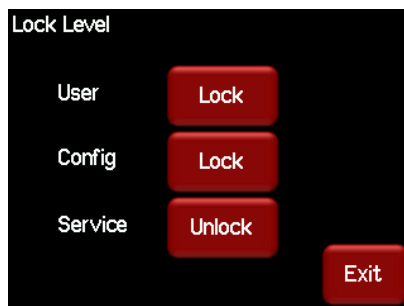 Lock Level
User Lock
Config Lock
Service Unlock
Exit